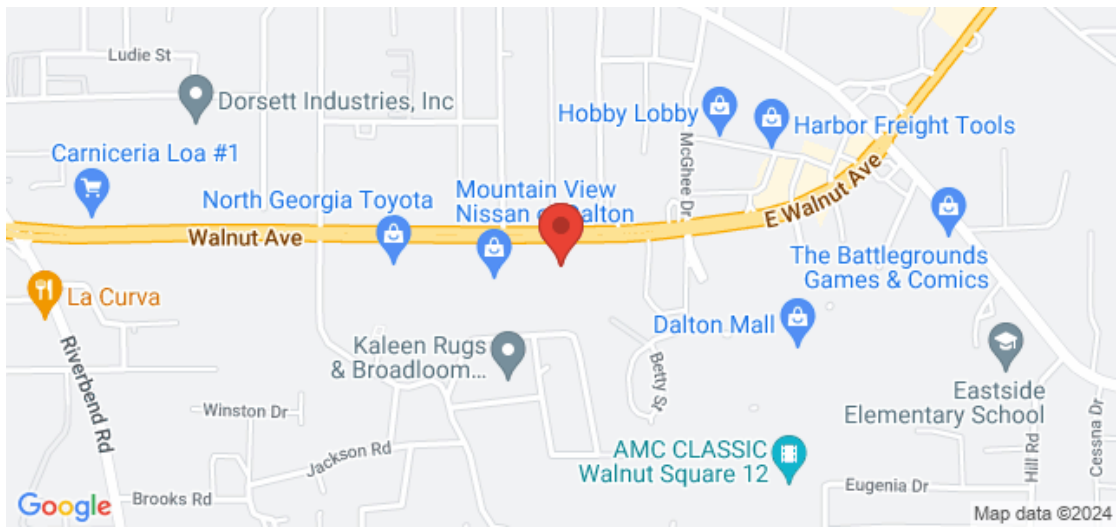 Ludie St
Dorsett Industries, Inc
Hobby Lobby
Harbor Freight Tools
McGhee Dr
Carniceria Loa #1
North Georgia Toyota
Mountain View
Nissan of Dalton
Walnut Ave
E Walnut Ave
The Battlegrounds
Games & Comics
La Curva
Dalton Mall
Kaleen Rugs
& Broadloom...
Riverbend Rd
Betty St
Eastside
Elementary School
Winston Dr
Jackson Rd
AMC CLASSIC
Walnut Square 12
Hill Rd
Cessna Dr
Brooks Rd
Eugenia Dr
Google
Map data ©2024